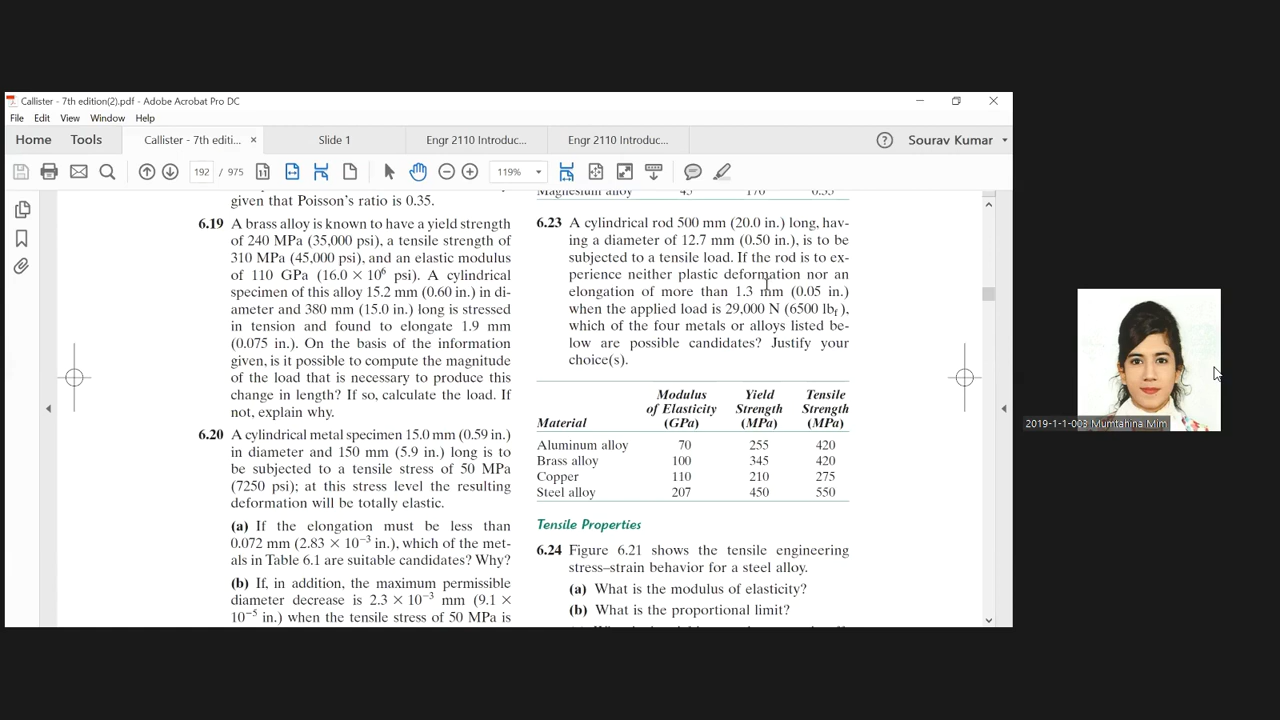 Callister - 7th edition(2).pdf - Adobe Acrobat Pro DC
File Edit View Window Help
Home Tools Callister - 7th editi... × Slide 1 Engr 2110 Introduc... Engr 2110 Introduc... Sourav Kumar
192 / 975 119%
given that Poisson's ratio is 0.35.
6.19 A brass alloy is known to have a yield strength
of 240 MPa (35,000 psi), a tensile strength of
310 MPa (45,000 psi), and an elastic modulus
of 110 GPa (16.0 × 10⁶ psi). A cylindrical
specimen of this alloy 15.2 mm (0.60 in.) in di-
ameter and 380 mm (15.0 in.) long is stressed
in tension and found to elongate 1.9 mm
(0.075 in.). On the basis of the information
given, is it possible to compute the magnitude
of the load that is necessary to produce this
change in length? If so, calculate the load. If
not, explain why.
6.20 A cylindrical metal specimen 15.0 mm (0.59 in.)
in diameter and 150 mm (5.9 in.) long is to
be subjected to a tensile stress of 50 MPa
(7250 psi); at this stress level the resulting
deformation will be totally elastic.
(a) If the elongation must be less than
0.072 mm (2.83 × 10⁻³ in.), which of the met-
als in Table 6.1 are suitable candidates? Why?
(b) If, in addition, the maximum permissible
diameter decrease is 2.3 × 10⁻³ mm (9.1 ×
10⁻⁵ in.) when the tensile stress of 50 MPa is
Magnesium alloy 45 170 0.35
6.23 A cylindrical rod 500 mm (20.0 in.) long, hav-
ing a diameter of 12.7 mm (0.50 in.), is to be
subjected to a tensile load. If the rod is to ex-
perience neither plastic deformation nor an
elongation of more than 1.3 mm (0.05 in.)
when the applied load is 29,000 N (6500 lbf),
which of the four metals or alloys listed be-
low are possible candidates? Justify your
choice(s).
Material Modulus of Elasticity (GPa) Yield Strength (MPa) Tensile Strength (MPa)
Aluminum alloy 70 255 420
Brass alloy 100 345 420
Copper 110 210 275
Steel alloy 207 450 550
Tensile Properties
6.24 Figure 6.21 shows the tensile engineering
stress–strain behavior for a steel alloy.
(a) What is the modulus of elasticity?
(b) What is the proportional limit?
2019-1-1-003 Mumtahina Mim